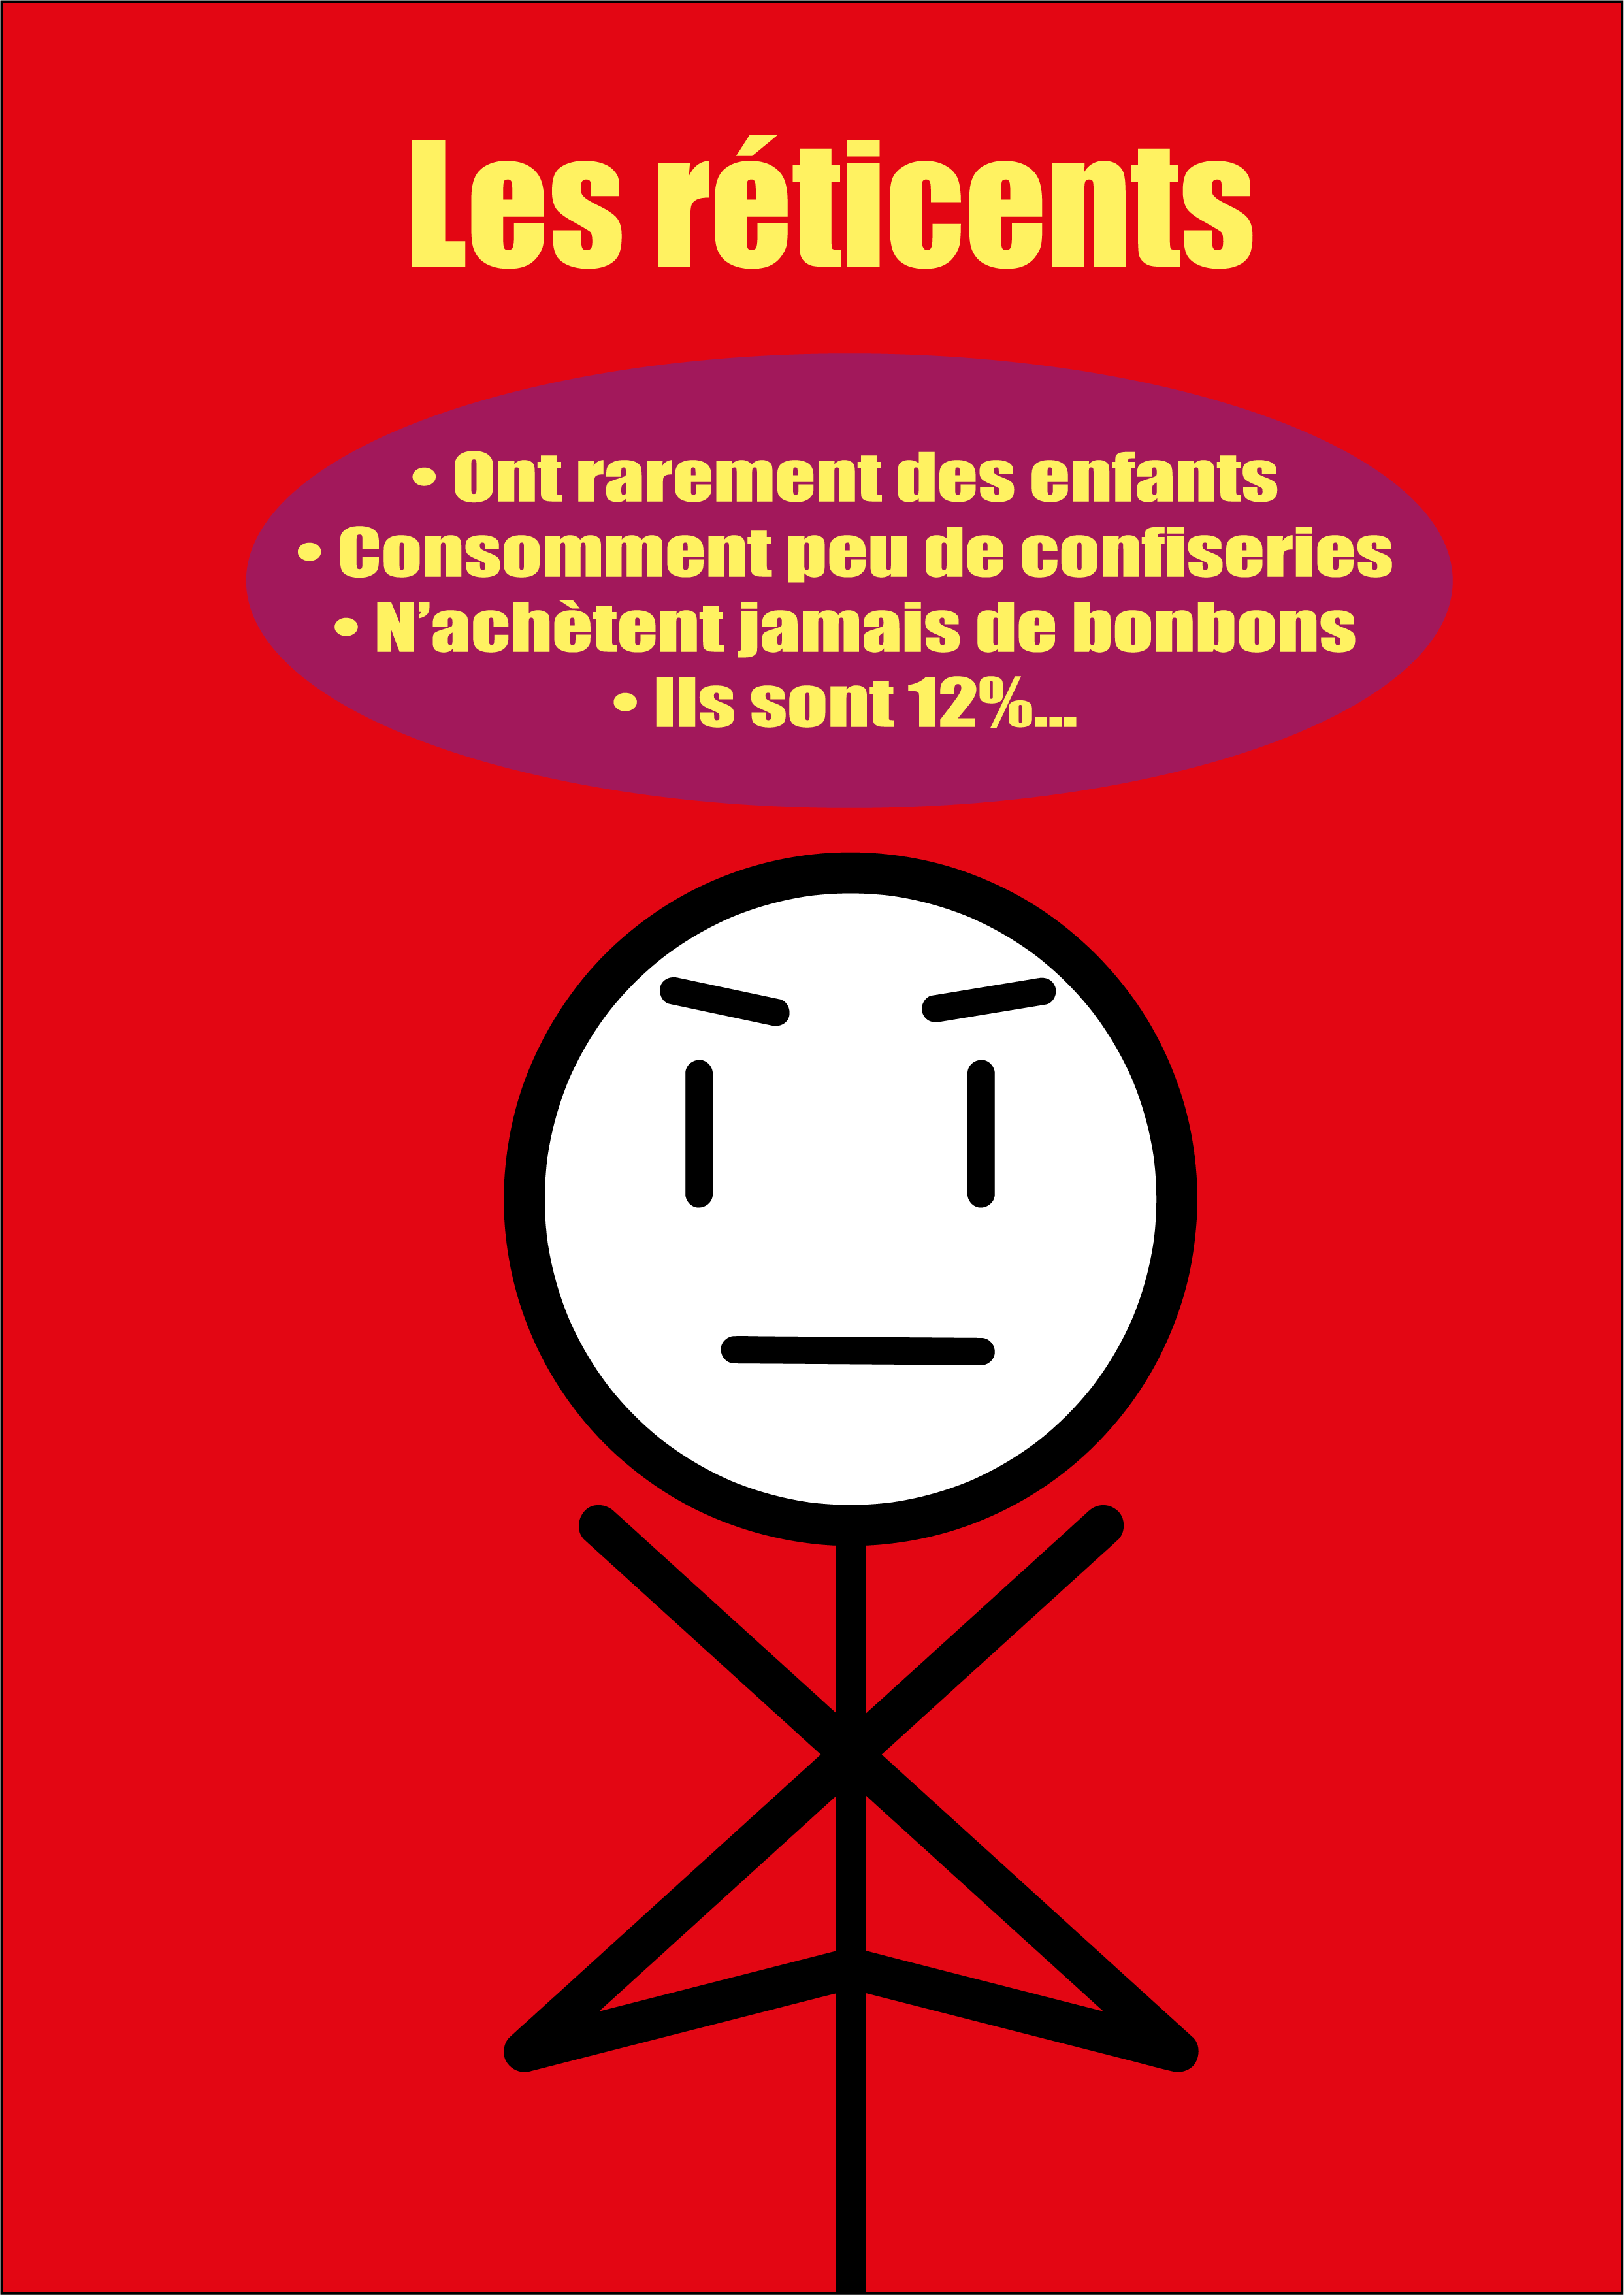 Les réticents
• Ont rarement des enfants
• Consomment peu de confiseries
• N'achètent jamais de bonbons
• Ils sont 12%...